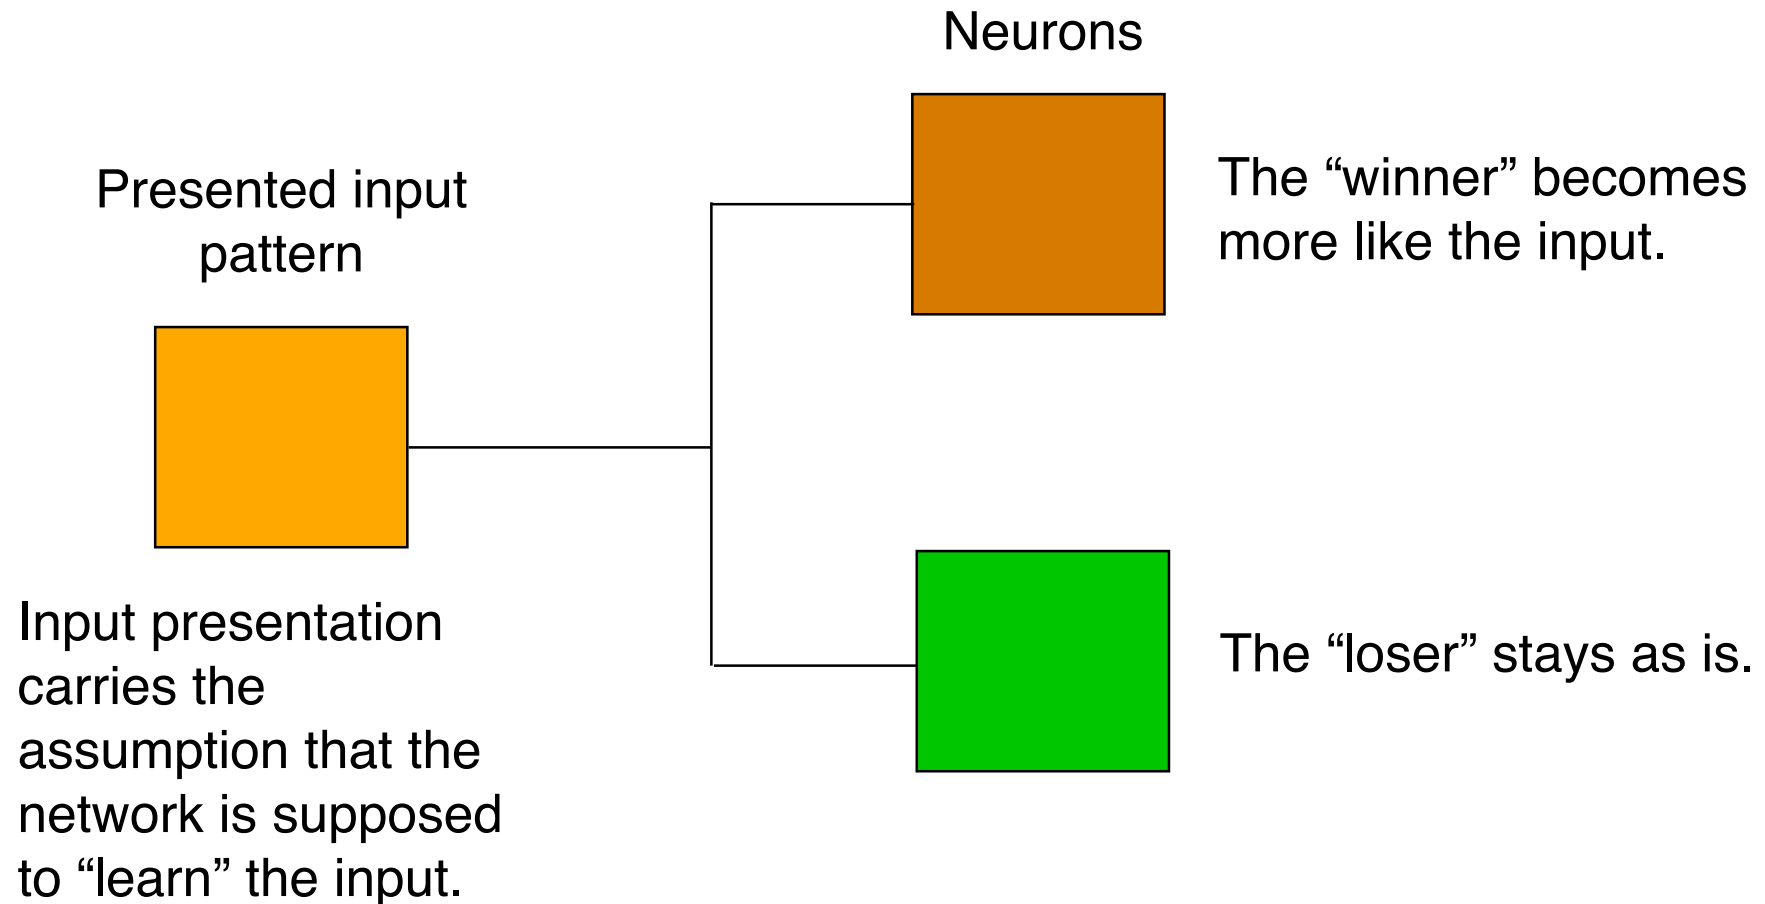 Neurons
Presented input
pattern
The “winner” becomes
more like the input.
Input presentation
carries the
assumption that the
network is supposed
to “learn” the input.
The “loser” stays as is.